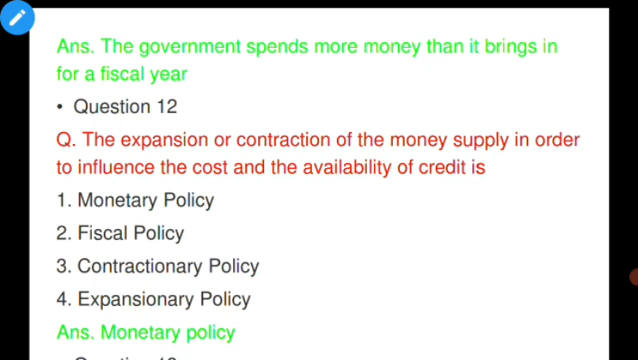 Ans. The government spends more money than it brings in
for a fiscal year
• Question 12
Q. The expansion or contraction of the money supply in order
to influence the cost and the availability of credit is
1. Monetary Policy
2. Fiscal Policy
3. Contractionary Policy
4. Expansionary Policy
Ans. Monetary policy